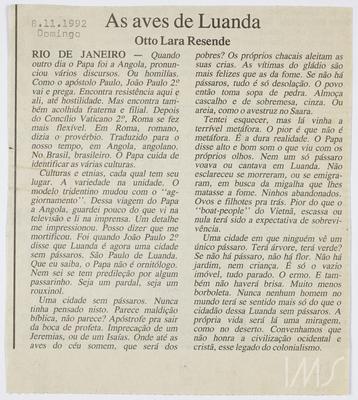 8.11.1992
Domingo
As aves de Luanda
Otto Lara Resende
RIO DE JANEIRO — Quando
outro dia o Papa foi a Angola, pronun-
ciou vários discursos. Ou homilias.
Como o apóstolo Paulo, João Paulo 2º
vai e prega. Encontra resistência aqui e
ali, até hostilidade. Mas encontra tam-
bém acolhida fraterna e filial. Depois
do Concílio Vaticano 2º, Roma se fez
mais flexível. Em Roma, romano,
dizia o provérbio. Traduzido para o
nosso tempo, em Angola, angolano.
No Brasil, brasileiro. O Papa cuida de
identificar as várias culturas.
Culturas e etnias, cada qual tem seu
lugar. A variedade na unidade. O
modelo tridentino mudou com o "ag-
giornamento". Dessa viagem do Papa
a Angola, guardei pouco do que vi na
televisão e li na imprensa. Um detalhe
me impressionou. Posso dizer que me
mortificou. Foi quando João Paulo 2º
disse que Luanda é agora uma cidade
sem pássaros. São Paulo de Luanda.
Que eu saiba, o Papa não é ornitólogo.
Nem sei se tem predileção por algum
passarinho. Seja um pardal, seja um
rouxinol.
Uma cidade sem pássaros. Nunca
tinha pensado nisto. Parece maldição
bíblica, não parece? Apóstrofe pra sair
da boca de profeta. Imprecação de um
Jeremias, ou de um Isaías. Onde até as
aves do céu somem, que será dos
pobres? Os próprios chacais aleitam as
suas crias. As vítimas do gládio são
mais felizes que as da fome. Se não há
pássaros, tudo é só desolação. O povo
então toma sopa de pedra. Almoça
cascalho e de sobremesa, cinza. Ou
areia, como o avestruz no Saara.
Tentei esquecer, mas lá vinha a
terrível metáfora. O pior é que não é
metáfora. É a dura realidade. O Papa
disse alto e bom som o que viu com os
próprios olhos. Nem um só pássaro
voava ou cantava em Luanda. Não
esclareceu se morreram, ou se emigra-
ram, em busca da migalha que lhes
matasse a fome. Ninhos abandonados.
Ovos e filhotes pra trás. Pior do que o
"boat-people" do Vietnã, escassa ou
nula terá sido a expectativa de sobrevi-
vência.
Uma cidade em que ninguém vê um
único pássaro. Terá árvore, terá verde?
Se não há pássaro, não há flor. Não há
jardim, nem criança. E é só o vazio
imóvel, tudo parado. O ermo. E tam-
bém não haverá brisa. Muito menos
borboleta. Nunca nenhum homem no
mundo terá se sentido mais só do que o
cidadão dessa Luanda sem pássaros. A
própria vida será lá uma miragem,
como no deserto. Convenhamos que
não honra a civilização ocidental e
cristã, esse legado do colonialismo.
IMS